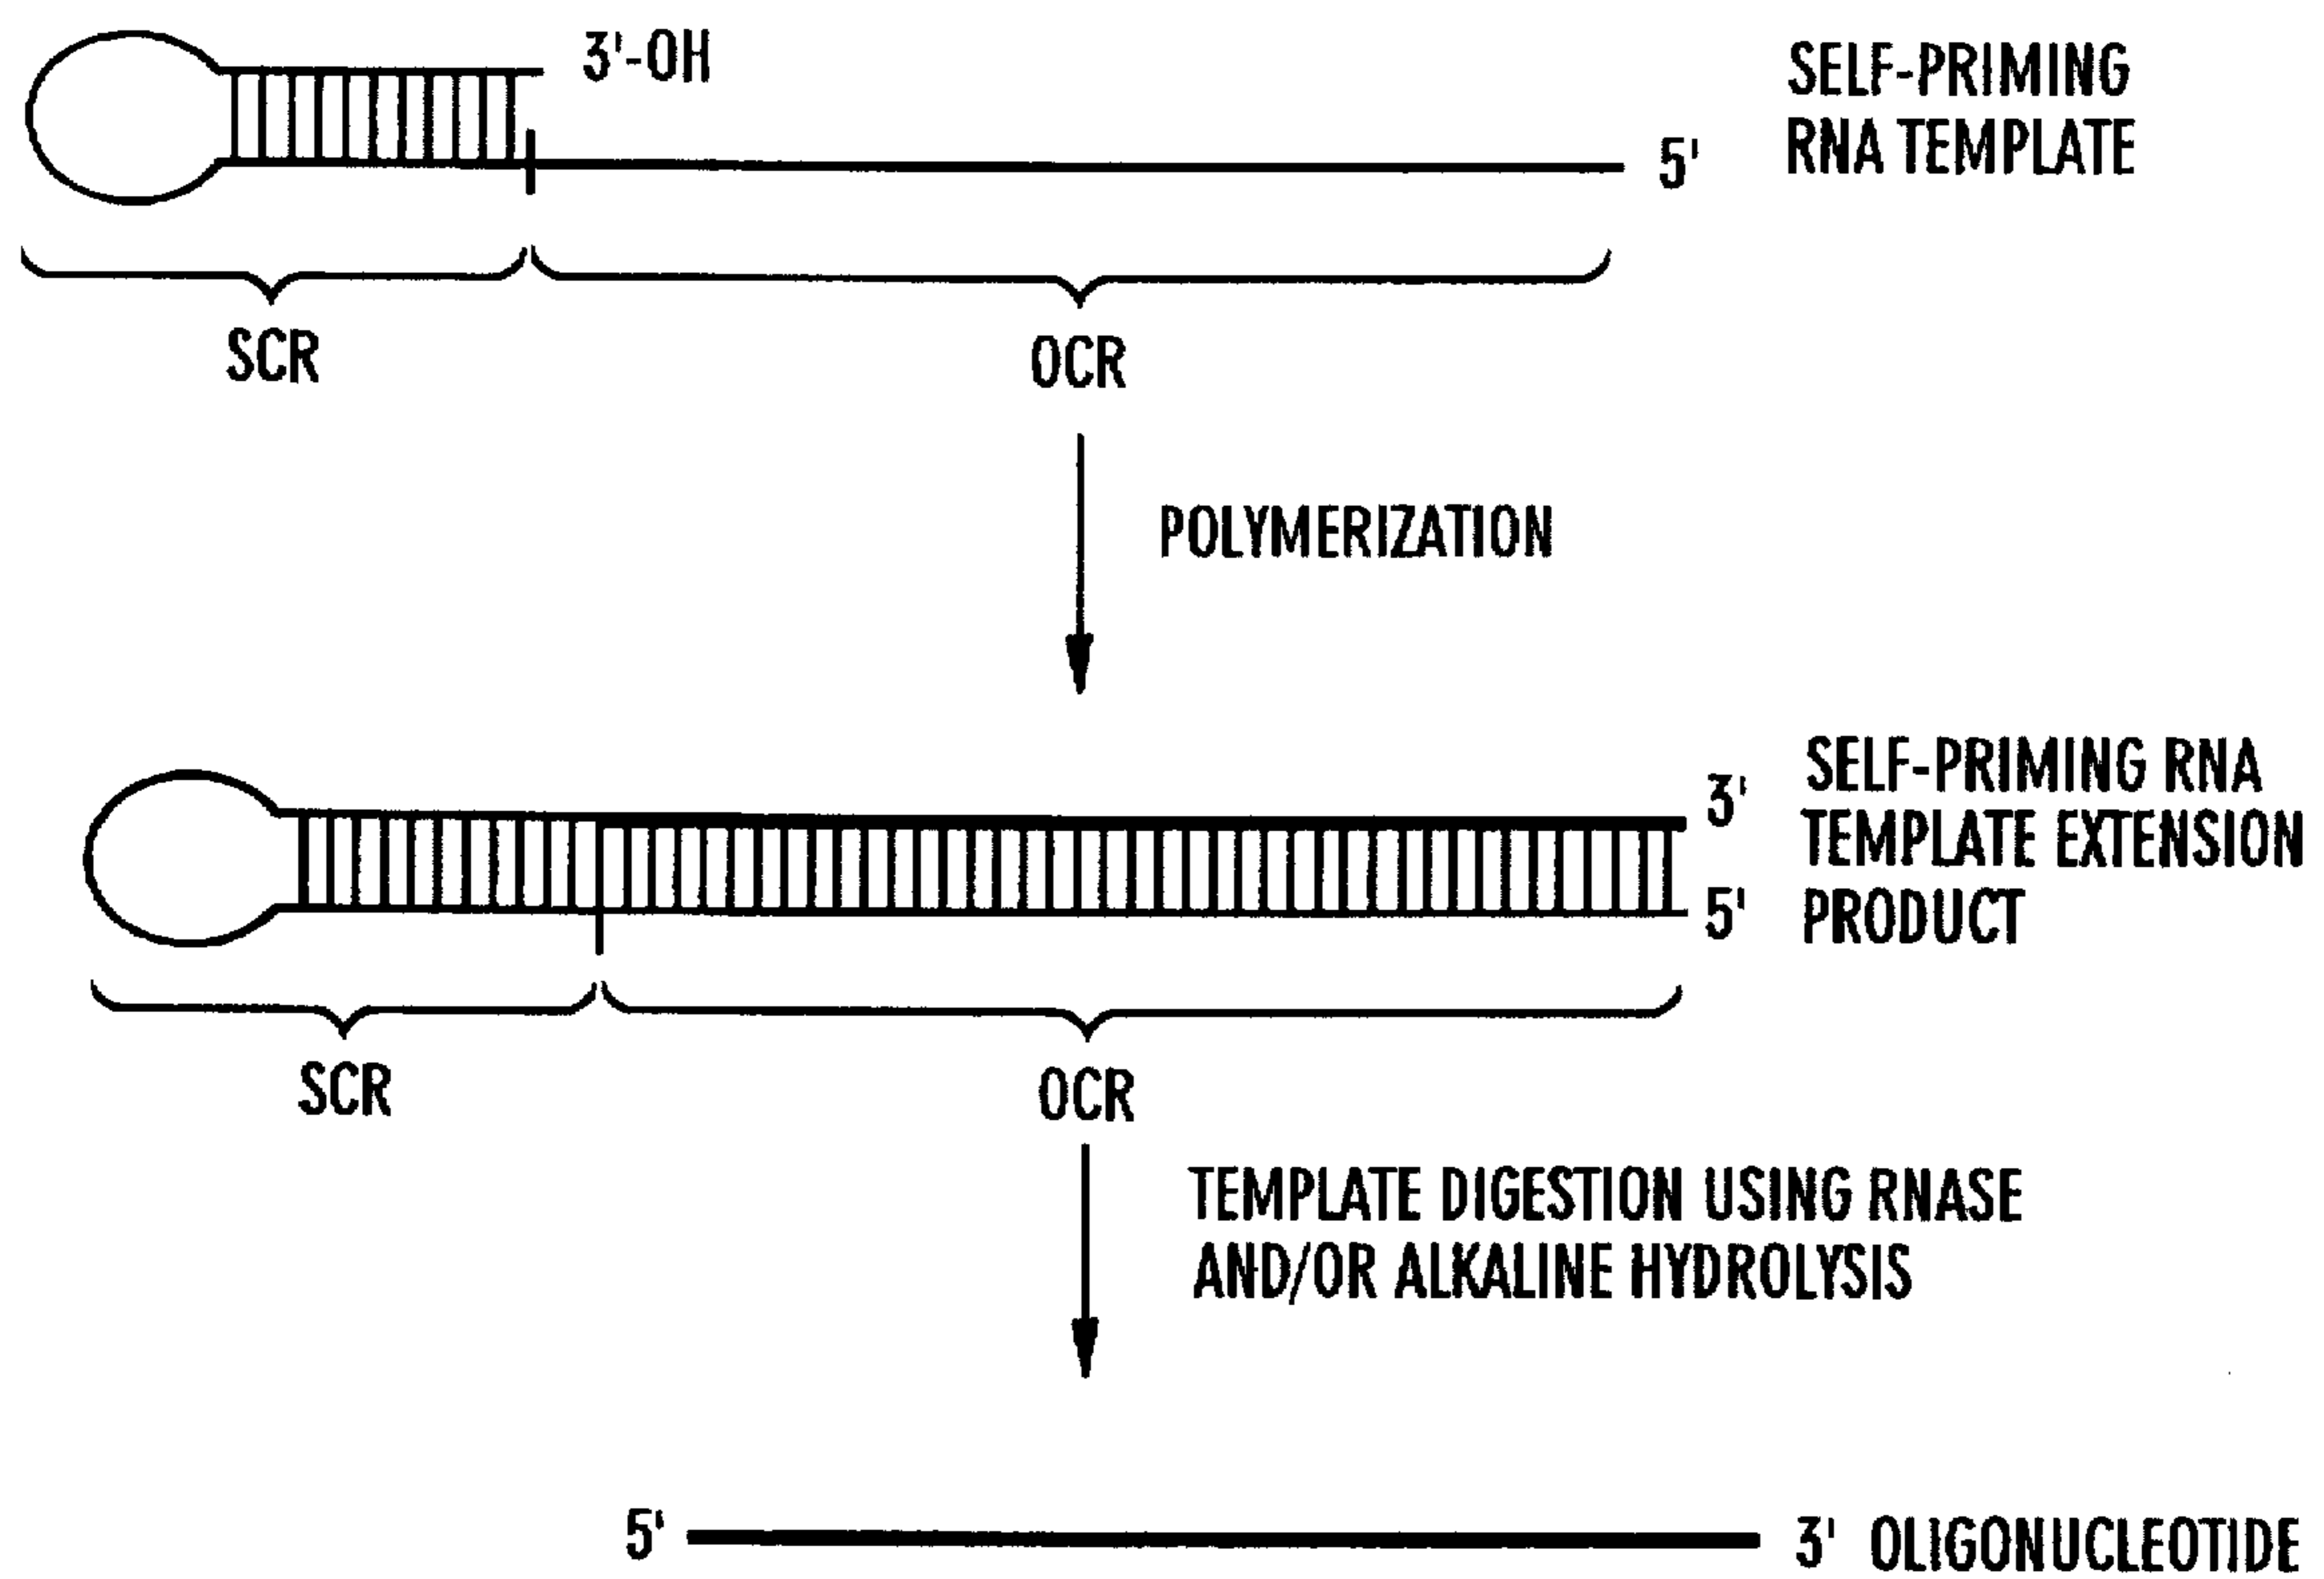 3'-OH
SELF-PRIMING
RNA TEMPLATE
5'
SCR
OCR
POLYMERIZATION
3'
SELF-PRIMING RNA
TEMPLATE EXTENSION
PRODUCT
5'
SCR
OCR
TEMPLATE DIGESTION USING RNASE
AND/OR ALKALINE HYDROLYSIS
5'
3' OLIGONUCLEOTIDE